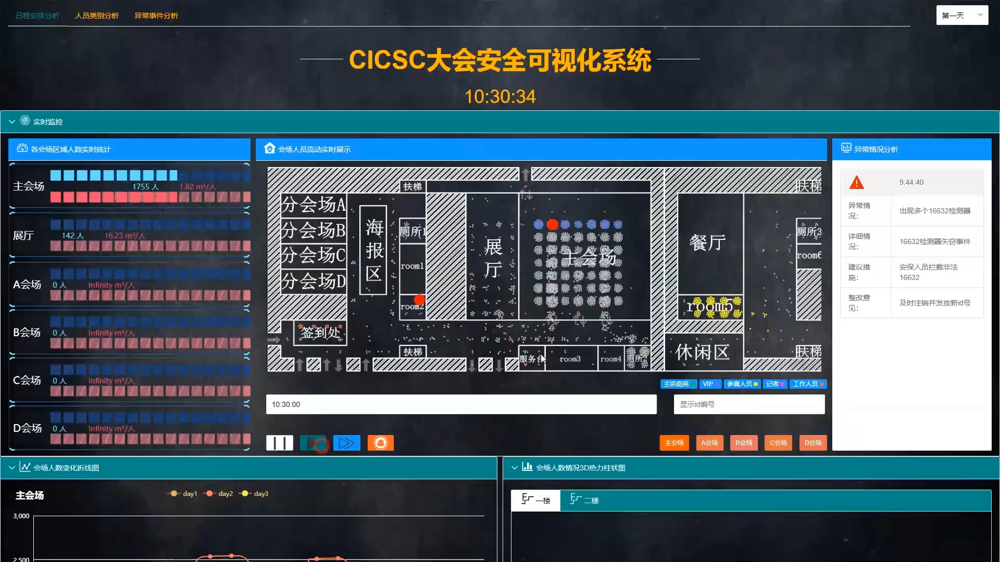 日程安排分析
人员类别分析
异常事件分析
第一天
CICSC大会安全可视化系统
10:30:34
实时监控
各会场区域人数实时统计
主会场
1755 人
1.82 m²/人
展厅
142 人
16.23 m²/人
A会场
0 人
Infinity m²/人
B会场
0 人
Infinity m²/人
C会场
0 人
Infinity m²/人
D会场
0 人
Infinity m²/人
会场人员流动实时展示
扶梯
扶梯
分会场A
分会场B
分会场C
分会场D
海报区
厕所1
room1
room2
展厅
主会场
餐厅
厕所3
room6
room5
签到处
扶梯
服务台
room3
room4
厕所2
休闲区
扶梯
主讲嘉宾
VIP
参赛人员
记者
工作人员
10:30:00
显示id编号
主会场
A会场
B会场
C会场
D会场
异常情况分析
9:44:40
异常情况:
出现多个16632检测器
详细情况:
16632检测器失窃事件
建议措施:
安保人员拦截非法16632
整改意见:
及时注销并发放新id号
会场人数变化折线图
主会场
day1
day2
day3
3,000
2,500
会场人数情况3D热力柱状图
一楼
二楼